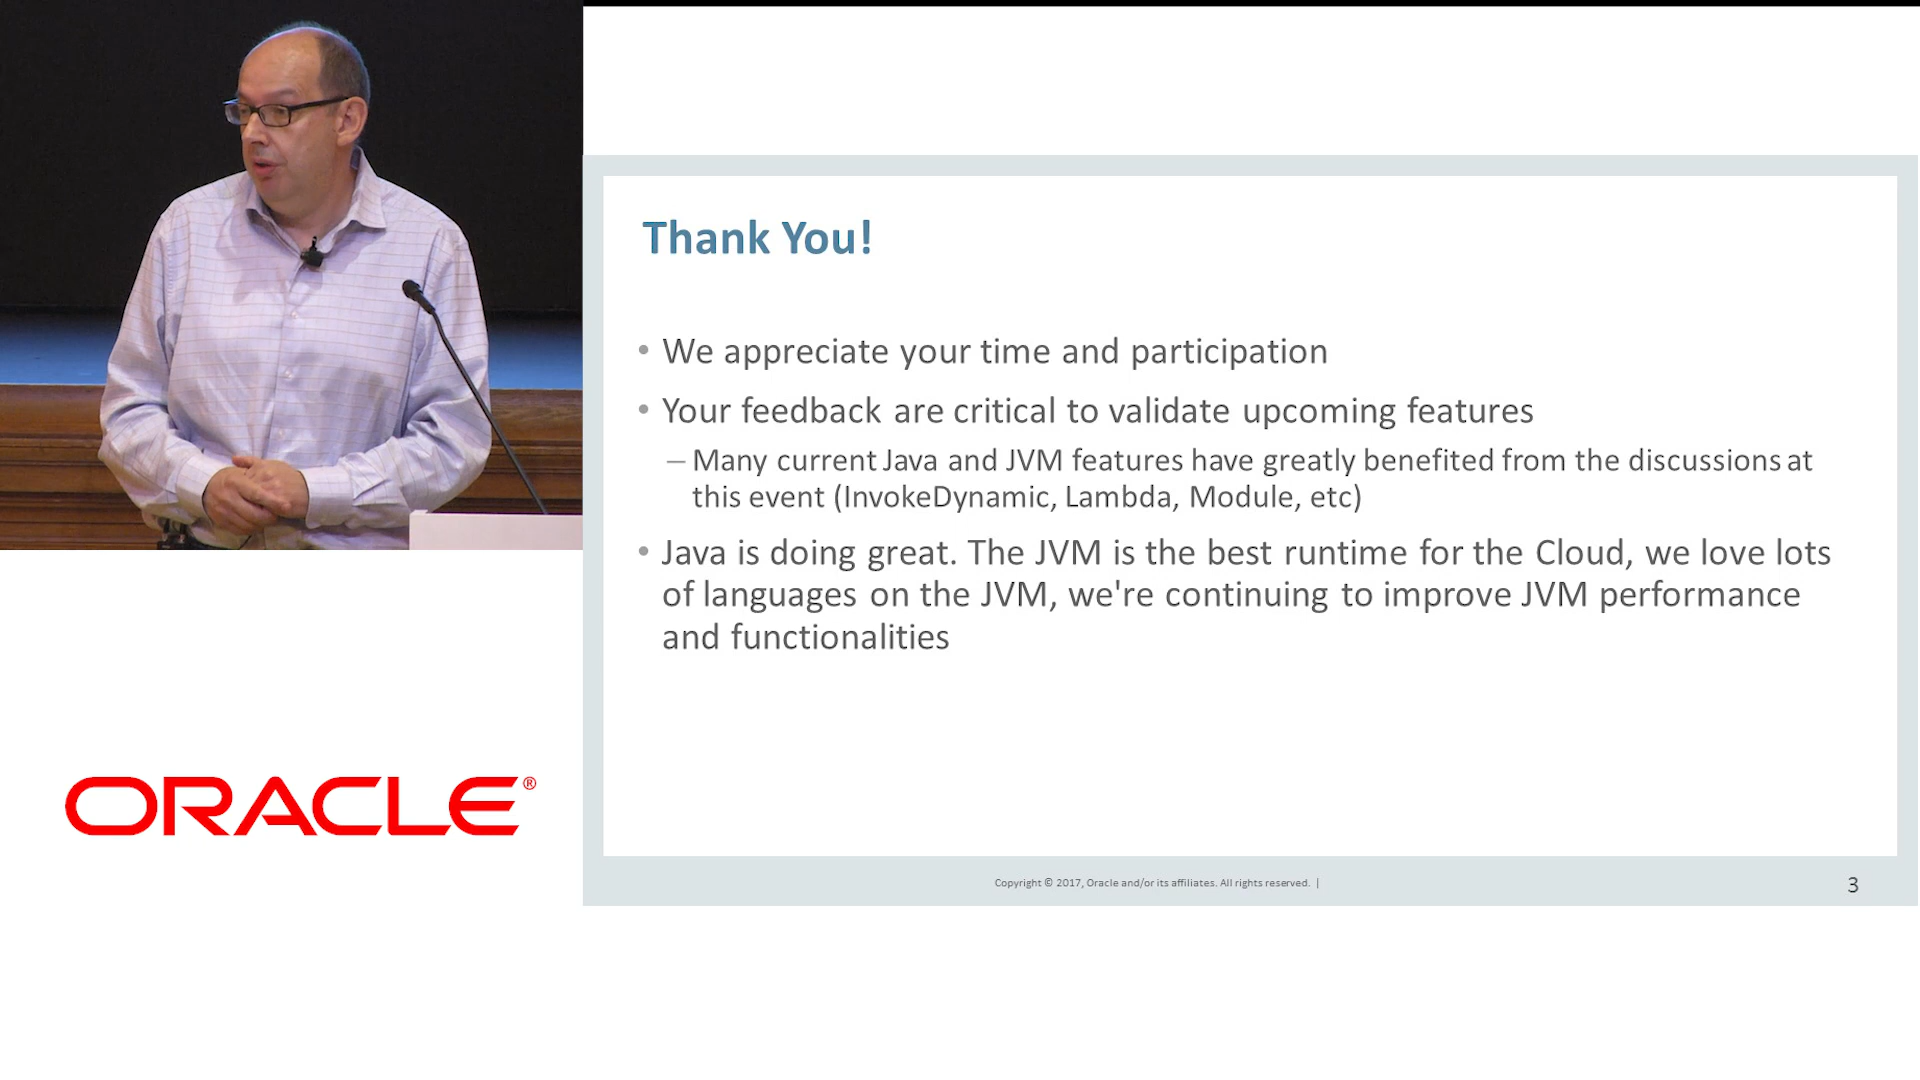 Thank You!
• We appreciate your time and participation
• Your feedback are critical to validate upcoming features
– Many current Java and JVM features have greatly benefited from the discussions at
this event (InvokeDynamic, Lambda, Module, etc)
• Java is doing great. The JVM is the best runtime for the Cloud, we love lots
of languages on the JVM, we're continuing to improve JVM performance
and functionalities
ORACLE®
Copyright © 2017, Oracle and/or its affiliates. All rights reserved. |
3